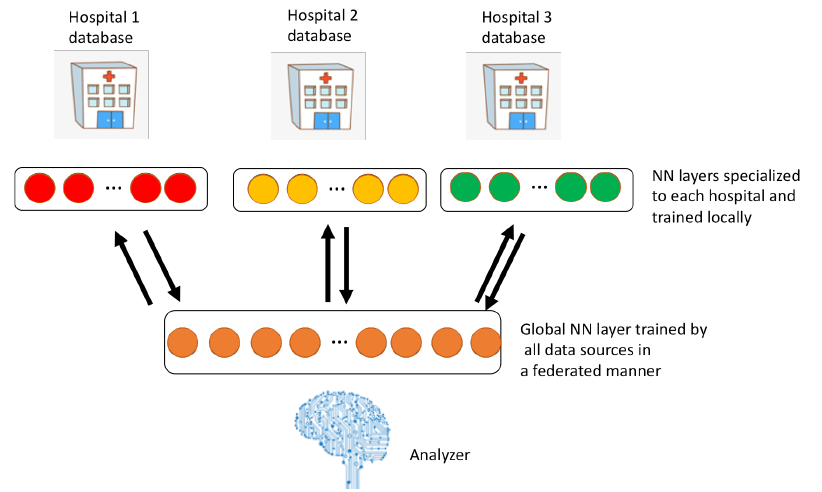 Hospital 1
database
Hospital 2
database
Hospital 3
database
...
...
...
NN layers specialized
to each hospital and
trained locally
...
Global NN layer trained by
all data sources in
a federated manner
Analyzer